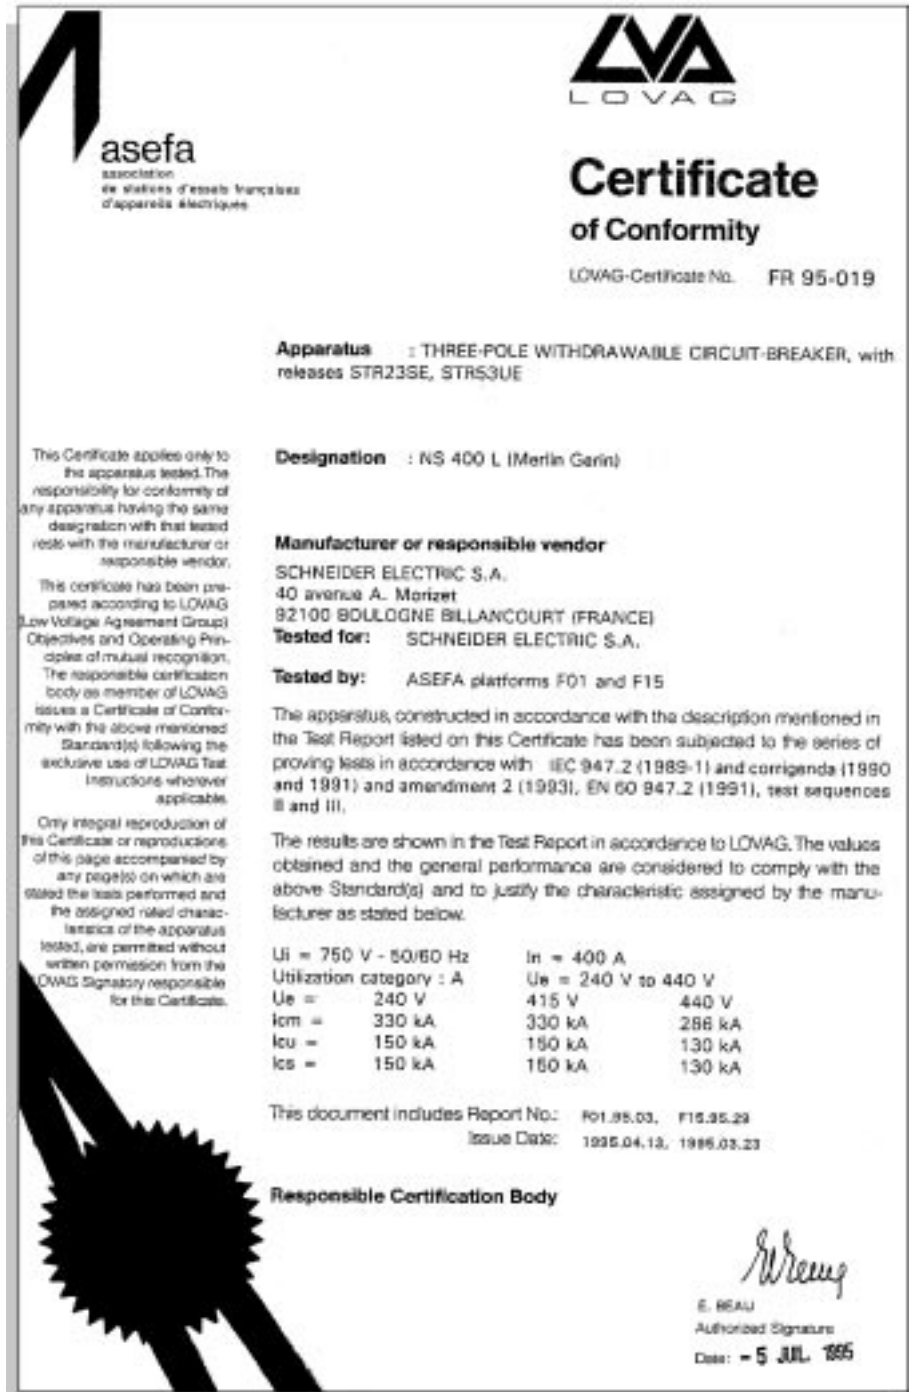 asefa
association
de stations d'essais françaises
d'appareils électriques
LOVAG
Certificate
of Conformity
LOVAG-Certificate No. FR 95-019
Apparatus : THREE-POLE WITHDRAWABLE CIRCUIT-BREAKER, with
releases STR23SE, STR53UE
Designation : NS 400 L (Merlin Gerin)
Manufacturer or responsible vendor
SCHNEIDER ELECTRIC S.A.
40 avenue A. Morizet
92100 BOULOGNE BILLANCOURT (FRANCE)
Tested for: SCHNEIDER ELECTRIC S.A.
Tested by: ASEFA platforms F01 and F15
The apparatus, constructed in accordance with the description mentioned in
the Test Report listed on this Certificate has been subjected to the series of
proving tests in accordance with IEC 947.2 (1989-1) and corrigenda (1990
and 1991) and amendment 2 (1993), EN 60 947.2 (1991), test sequences
II and III.
The results are shown in the Test Report in accordance to LOVAG. The values
obtained and the general performance are considered to comply with the
above Standard(s) and to justify the characteristic assigned by the manu-
facturer as stated below.
Ui = 750 V - 50/60 Hz In = 400 A
Utilization category : A Ue = 240 V to 440 V
Ue = 240 V 415 V 440 V
Icm = 330 kA 330 kA 286 kA
Icu = 150 kA 150 kA 130 kA
Ics = 150 kA 150 kA 130 kA
This document includes Report No.: F01.95.03, F15.95.29
Issue Date: 1995.04.13, 1995.03.23
Responsible Certification Body
E. BEAU
Authorized Signature
Date: - 5 JUL. 1995
This Certificate applies only to
the apparatus tested. The
responsibility for conformity of
any apparatus having the same
designation with that tested
rests with the manufacturer or
responsible vendor.
This certificate has been pre-
pared according to LOVAG
(Low Voltage Agreement Group)
Objectives and Operating Prin-
ciples of mutual recognition.
The responsible certification
body as member of LOVAG
issues a Certificate of Confor-
mity with the above mentioned
Standard(s) following the
exclusive use of LOVAG Test
Instructions wherever
applicable.
Only integral reproduction of
this Certificate or reproductions
of this page accompanied by
any page(s) on which are
stated the tests performed and
the assigned rated charac-
teristics of the apparatus
tested, are permitted without
written permission from the
LOVAG Signatory responsible
for this Certificate.